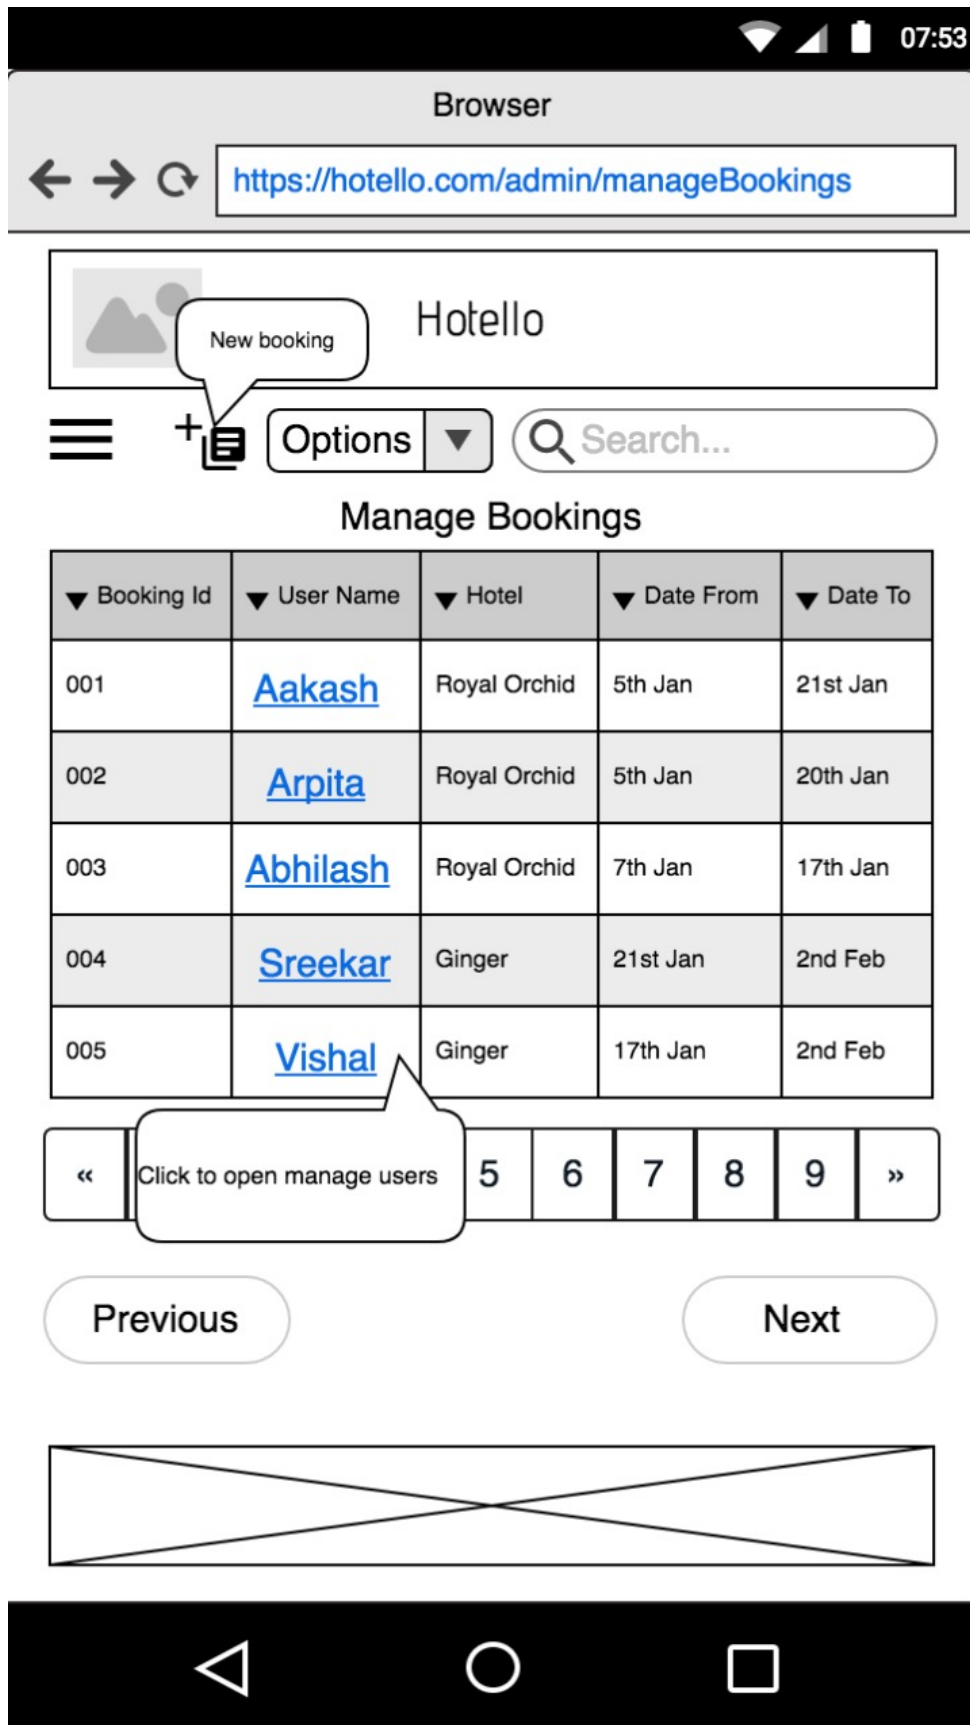 07:53
Browser
https://hotello.com/admin/manageBookings
Hotello
New booking
Options
Search...
Manage Bookings
Booking Id User Name Hotel Date From Date To
001 Aakash Royal Orchid 5th Jan 21st Jan
002 Arpita Royal Orchid 5th Jan 20th Jan
003 Abhilash Royal Orchid 7th Jan 17th Jan
004 Sreekar Ginger 21st Jan 2nd Feb
005 Vishal Ginger 17th Jan 2nd Feb
« Click to open manage users 5 6 7 8 9 »
Previous Next